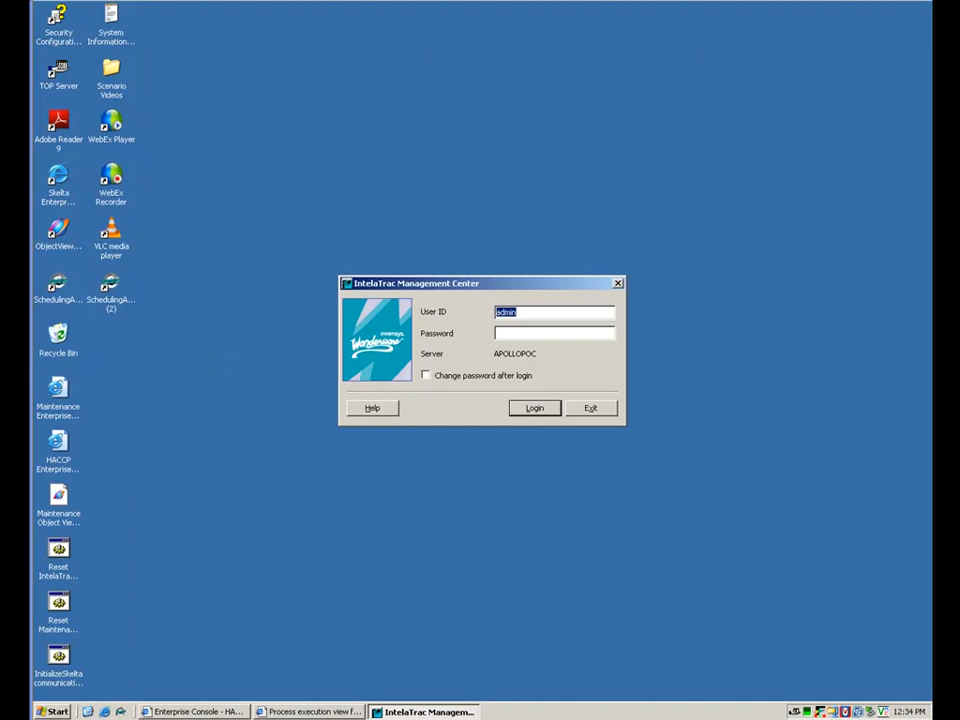 Security
Configurati...
System
Information...
TOP Server
Scenario
Videos
Adobe Reader
9
WebEx Player
Skelta
Enterpr...
WebEx
Recorder
ObjectView...
VLC media
player
SchedulingA...
SchedulingA...
(2)
Recycle Bin
Maintenance
Enterprise...
HACCP
Enterprise...
Maintenance
Object Vie...
Reset
IntelaTra...
Reset
Maintena...
InitializeSkelta
communicati...
IntelaTrac Management Center
invensys
Wonderware
User ID
admin
Password
Server
APOLLOPOC
Change password after login
Help
Login
Exit
Start
Enterprise Console - HA...
Process execution view f...
IntelaTrac Managem...
12:34 PM